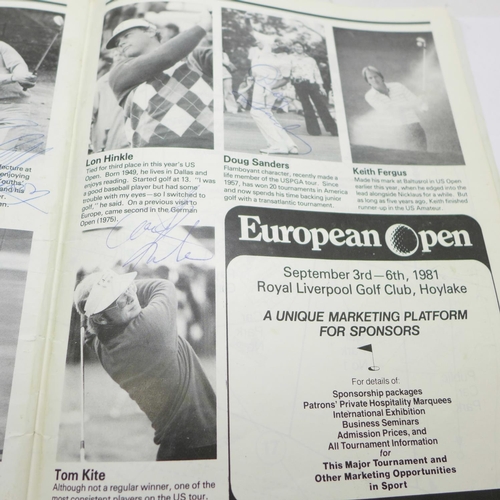 tecture at
enjoying
Youths'
Lon Hinkle
Tied for third place in this year's US
Open. Born 1949, he lives in Dallas and
enjoys reading. Started golf at 13. "I was
a good baseball player but had some
trouble with my eyes – so I switched to
golf," he said. On a previous visit to
Europe, came second in the German
Open (1975).
Doug Sanders
Flamboyant character, recently made a
life member of the USPGA tour. Since
1957, has won 20 tournaments in America
and now spends his time backing junior
golf with a transatlantic tournament.
Keith Fergus
Made his mark at Baltusrol in US Open
earlier this year, when he edged into the
lead alongside Nicklaus for a while. But
as long as five years ago, Keith finished
runner-up in the US Amateur.
Tom Kite
Although not a regular winner, one of the
most consistent players on the US tour.
European Open
September 3rd–6th, 1981
Royal Liverpool Golf Club, Hoylake
A UNIQUE MARKETING PLATFORM
FOR SPONSORS
For details of:
Sponsorship packages
Patrons' Private Hospitality Marquees
International Exhibition
Business Seminars
Admission Prices, and
All Tournament Information
for
This Major Tournament and
Other Marketing Opportunities
in Sport